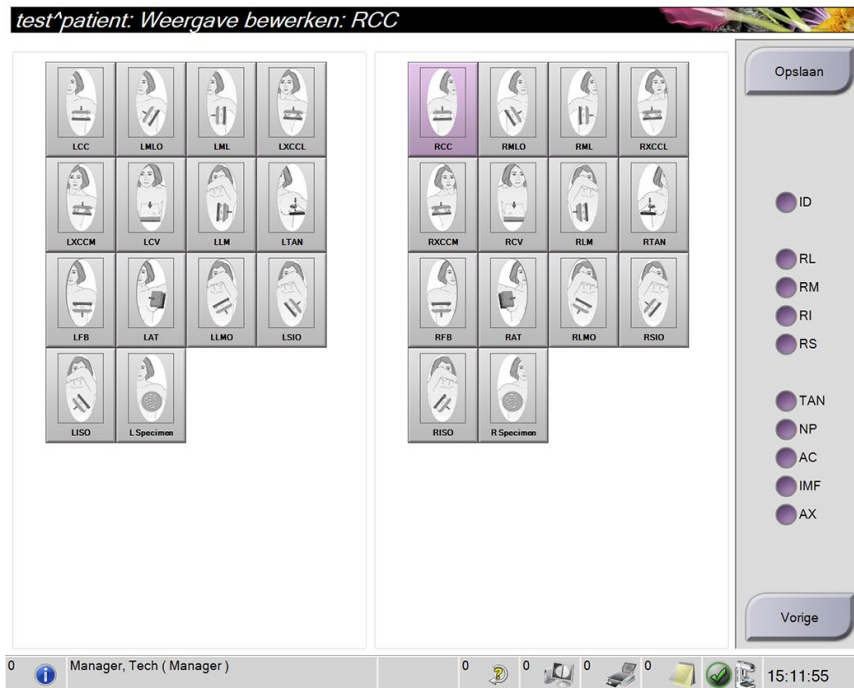 test^patient: Weergave bewerken: RCC
LCC LMLO LML LXCCL
LXCCM LCV LLM LTAN
LFB LAT LLMO LSIO
LISO L Specimen
RCC RMLO RML RXCCL
RXCCM RCV RLM RTAN
RFB RAT RLMO RSIO
RISO R Specimen
Opslaan
ID
RL
RM
RI
RS
TAN
NP
AC
IMF
AX
Vorige
0 Manager, Tech ( Manager ) 0 0 0 0 15:11:55